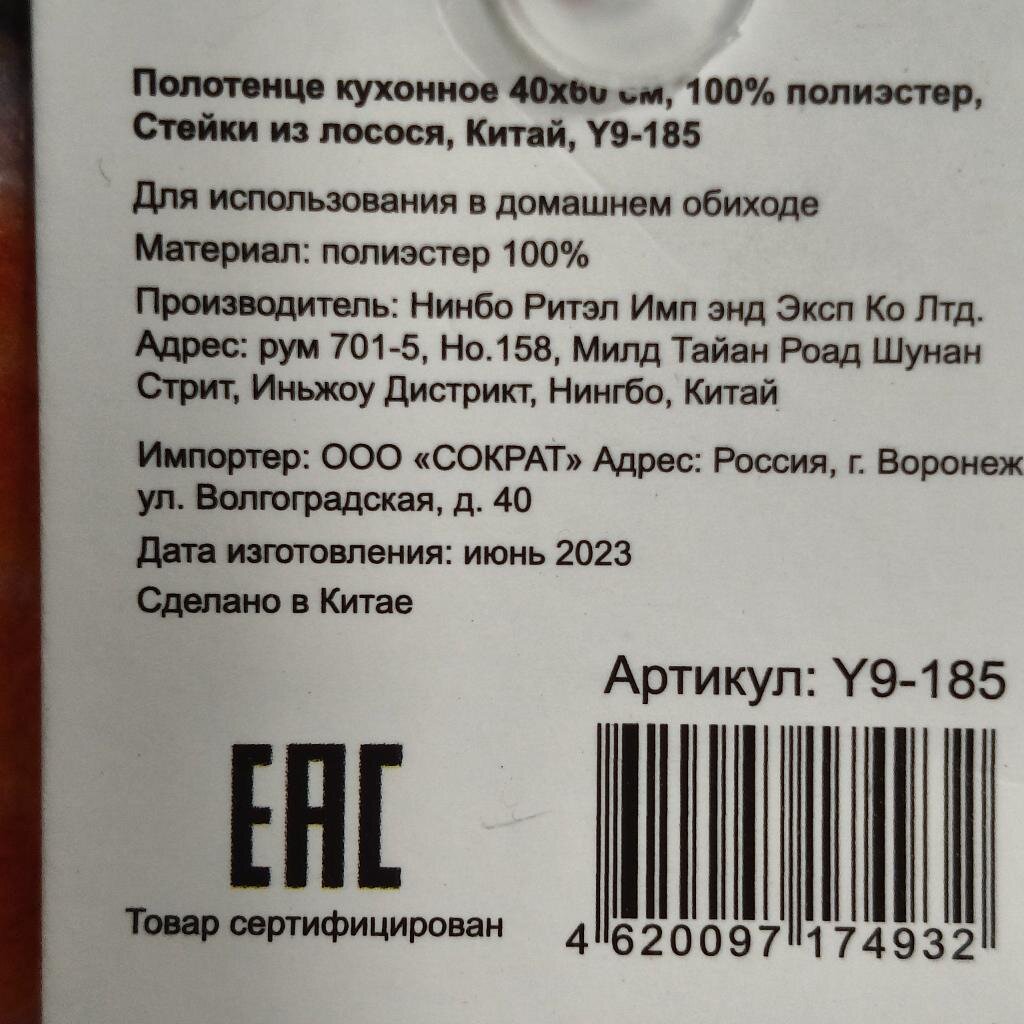 Полотенце кухонное 40х60 см, 100% полиэстер,
Стейки из лосося, Китай, Y9-185
Для использования в домашнем обиходе
Материал: полиэстер 100%
Производитель: Нинбо Ритэл Имп энд Эксп Ко Лтд.
Адрес: рум 701-5, Но.158, Милд Тайан Роад Шунан
Стрит, Иньжоу Дистрикт, Нингбо, Китай
Импортер: ООО «СОКРАТ» Адрес: Россия, г. Воронеж
ул. Волгоградская, д. 40
Дата изготовления: июнь 2023
Сделано в Китае
Артикул: Y9-185
EAC
Товар сертифицирован
4 620097 174932